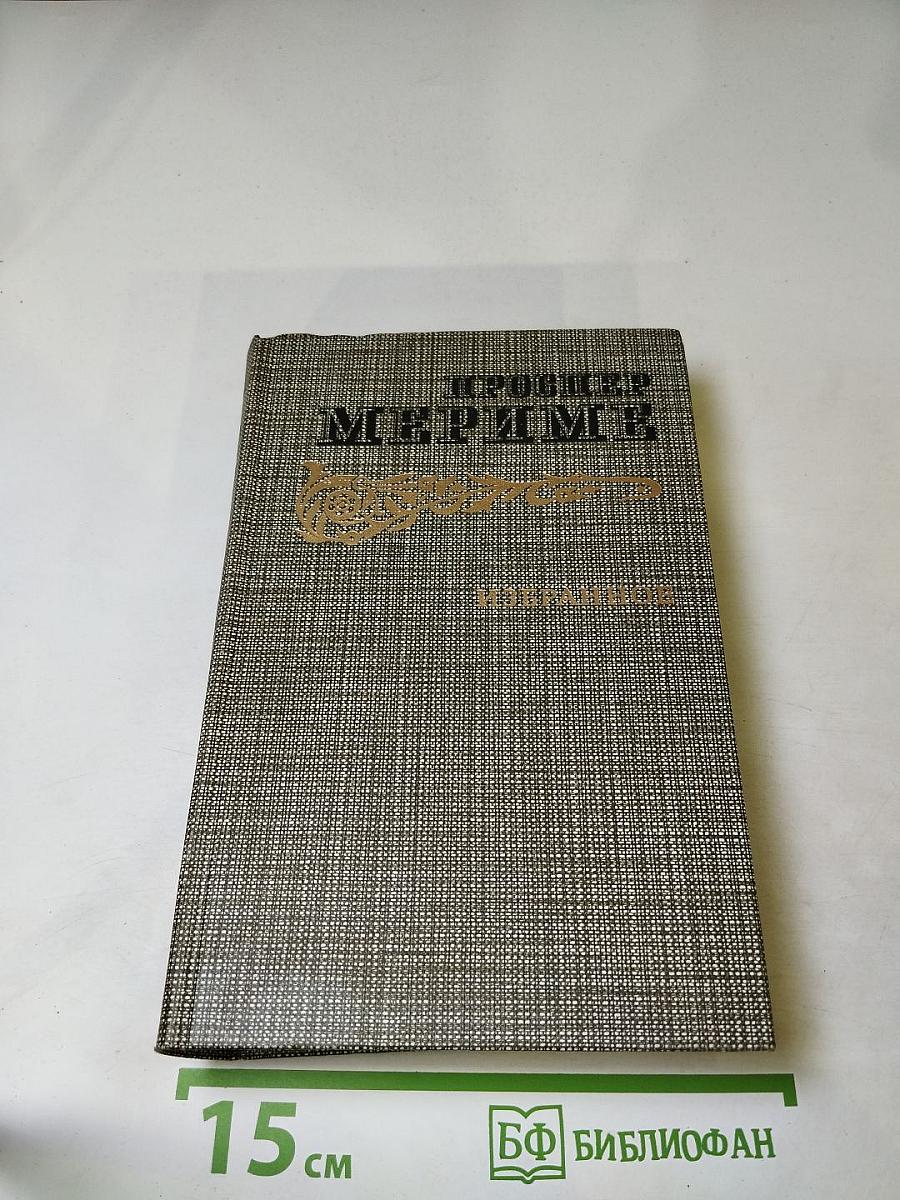 ПРОСПЕР
МЕРИМЕ
ИЗБРАННОЕ
15 см
БФ БИБЛИОФАН